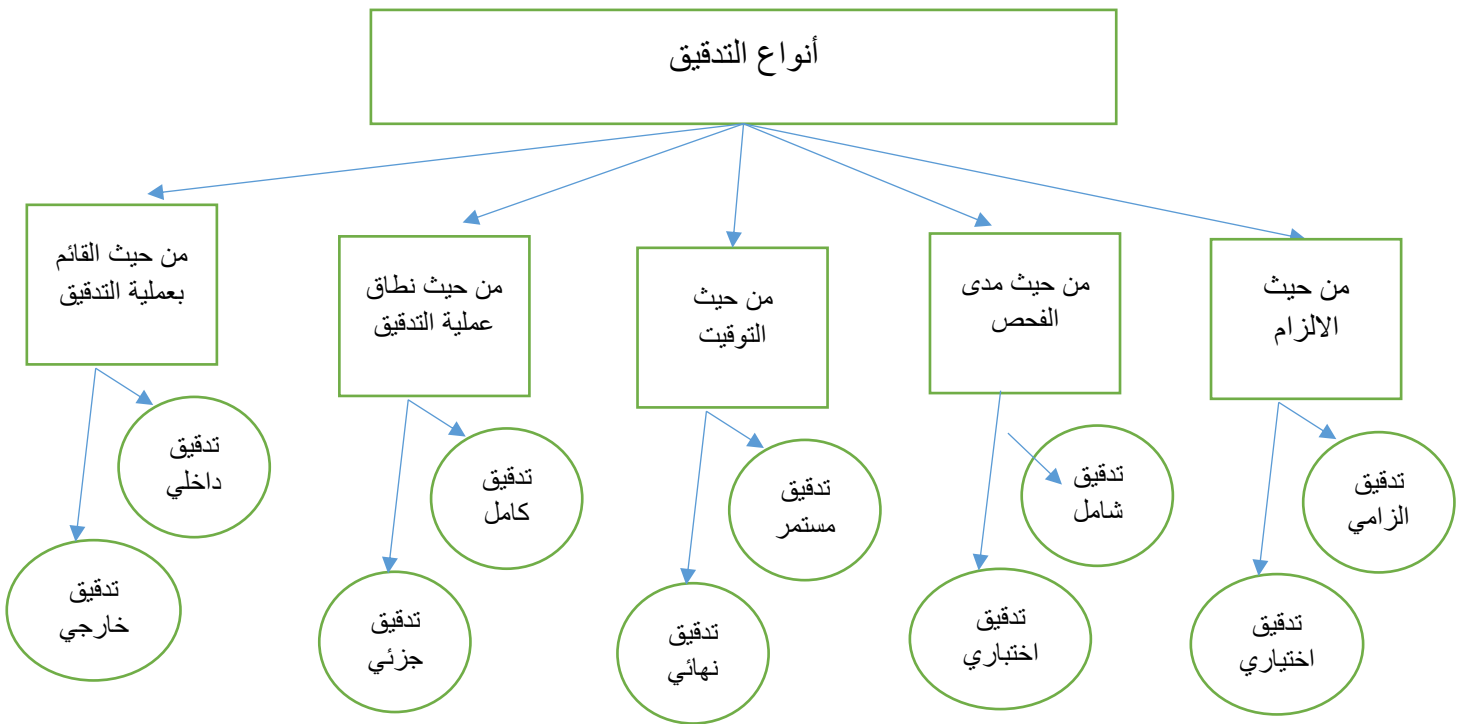 أنواع التدقيق
من حيث الالزام
من حيث مدى
الفحص
من حيث
التوقيت
من حيث نطاق
عملية التدقيق
من حيث القائم
بعملية التدقيق
تدقيق
الزامي
تدقيق
اختياري
تدقيق
شامل
تدقيق
اختباري
تدقيق
مستمر
تدقيق
نهائي
تدقيق
كامل
تدقيق
جزئي
تدقيق
داخلي
تدقيق
خارجي